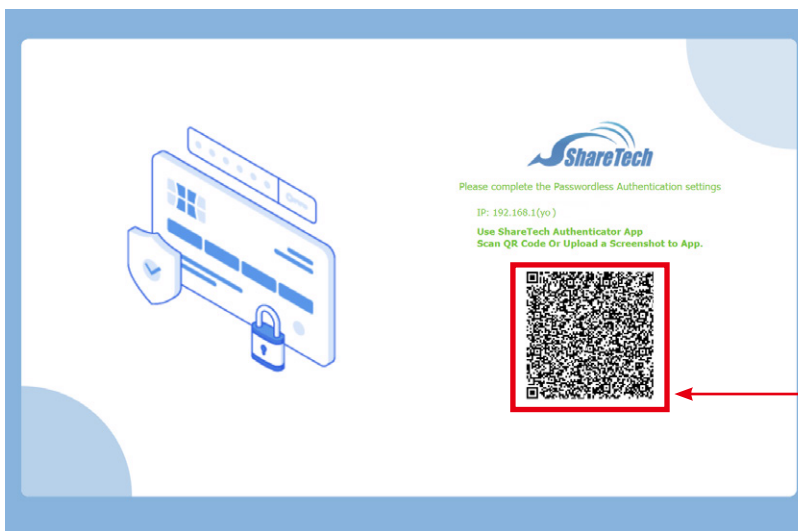 ShareTech
Please complete the Passwordless Authentication settings
IP: 192.168.1(yo )
Use ShareTech Authenticator App
Scan QR Code Or Upload a Screenshot to App.